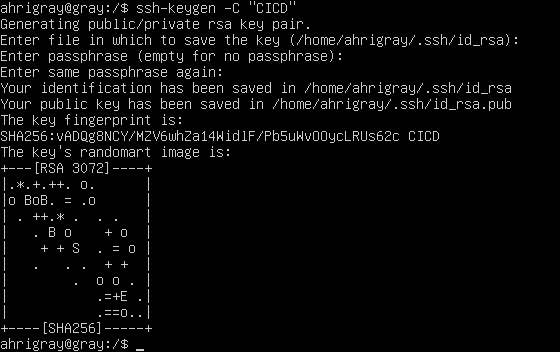 ahrigray@gray:/$ ssh-keygen -C "CICD"
Generating public/private rsa key pair.
Enter file in which to save the key (/home/ahrigray/.ssh/id_rsa):
Enter passphrase (empty for no passphrase):
Enter same passphrase again:
Your identification has been saved in /home/ahrigray/.ssh/id_rsa
Your public key has been saved in /home/ahrigray/.ssh/id_rsa.pub
The key fingerprint is:
SHA256:vADQg8NCY/MZV6whZa14WidlF/Pb5uWvOOycLRUs62c CICD
The key's randomart image is:
+---[RSA 3072]----+
|.*.+.++. o.      |
|o BoB. = .o      |
| . ++.* .  . .   |
|   . B o    + o  |
|    + + S  . = o |
|   .   . .  + +  |
|        .  o o . |
|           .=+E .|
|           .==o..|
+----[SHA256]-----+
ahrigray@gray:/$ _